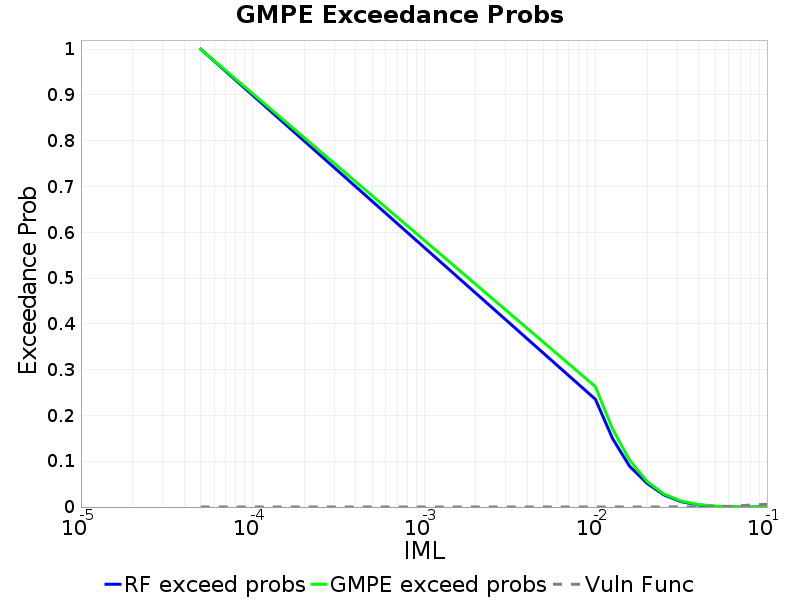 GMPE Exceedance Probs
Exceedance Prob
1
0.9
0.8
0.7
0.6
0.5
0.4
0.3
0.2
0.1
0
10-5 10-4 10-3 10-2 10-1
IML
RF exceed probs GMPE exceed probs Vuln Func